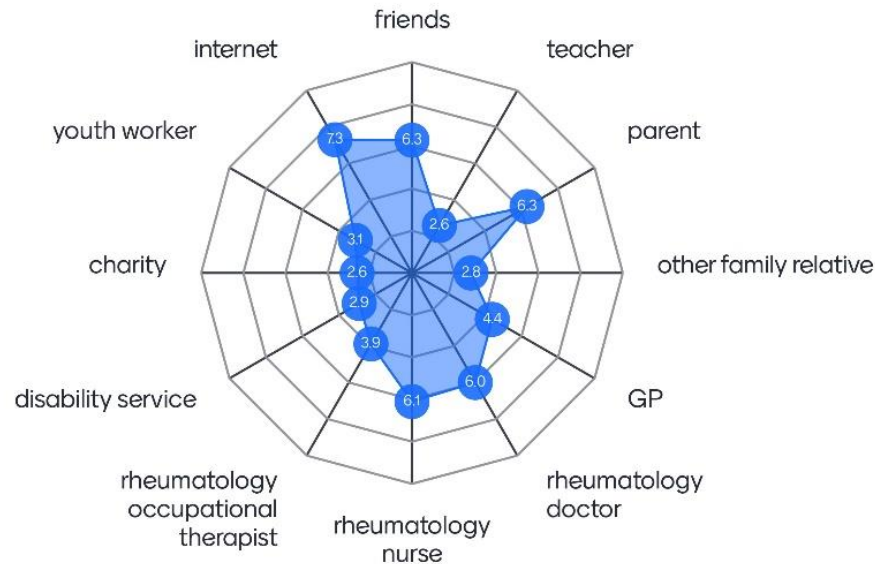 friends
internet
teacher
youth worker
parent
7.3
6.3
6.3
2.6
3.1
charity
2.6
2.8
other family relative
2.9
4.4
3.9
6.0
6.1
disability service
GP
rheumatology
occupational
therapist
rheumatology
doctor
rheumatology
nurse